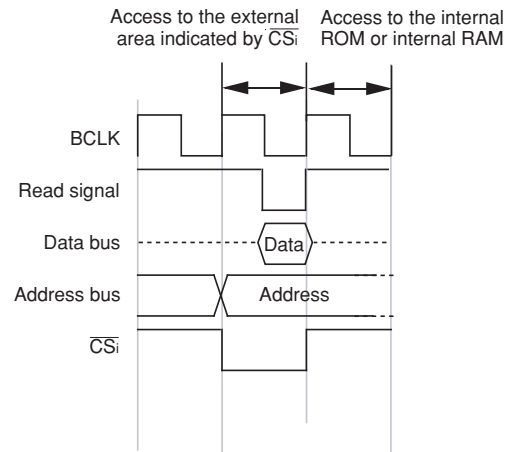 Access to the external
area indicated by CSi
Access to the internal
ROM or internal RAM
BCLK
Read signal
Data bus
Data
Address bus
Address
CSi